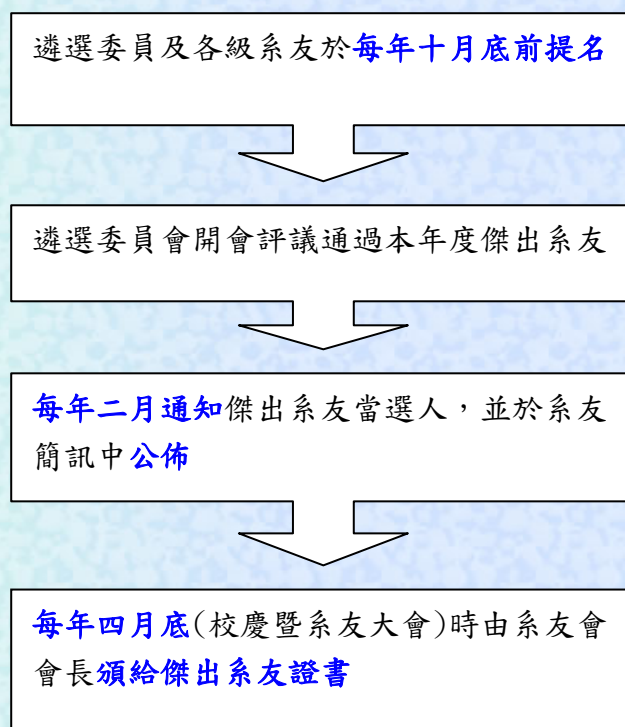 遴選委員及各級系友於每年十月底前提名
遴選委員會開會評議通過本年度傑出系友
每年二月通知傑出系友當選人，並於系友
簡訊中公佈
每年四月底(校慶暨系友大會)時由系友會
會長頒給傑出系友證書